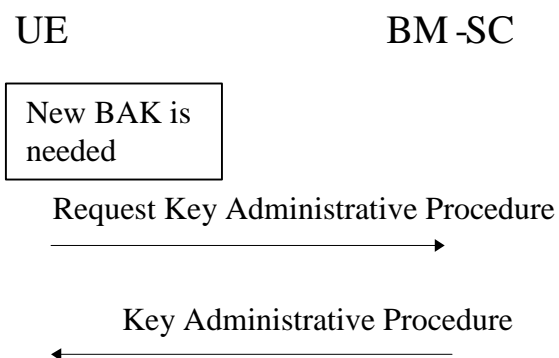 UE BM-SC
New BAK is
needed
Request Key Administrative Procedure
Key Administrative Procedure